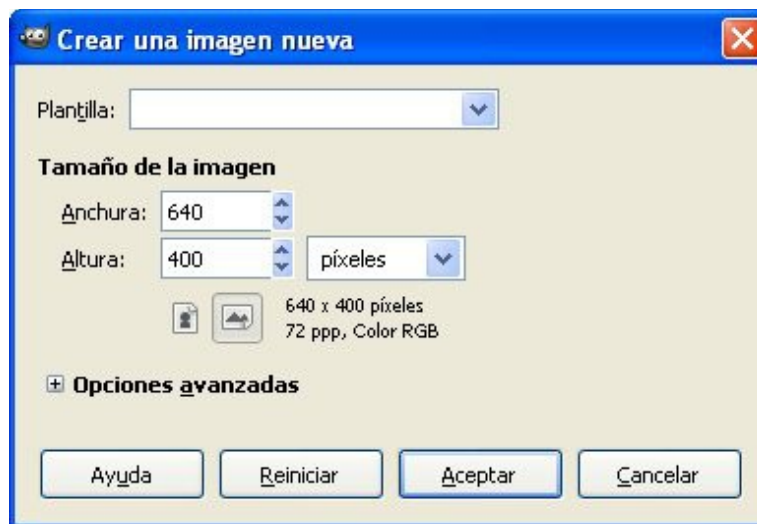 Crear una imagen nueva
Plantilla:
Tamaño de la imagen
Anchura: 640
Altura: 400 píxeles
640 x 400 píxeles
72 ppp, Color RGB
Opciones avanzadas
Ayuda Reiniciar Aceptar Cancelar